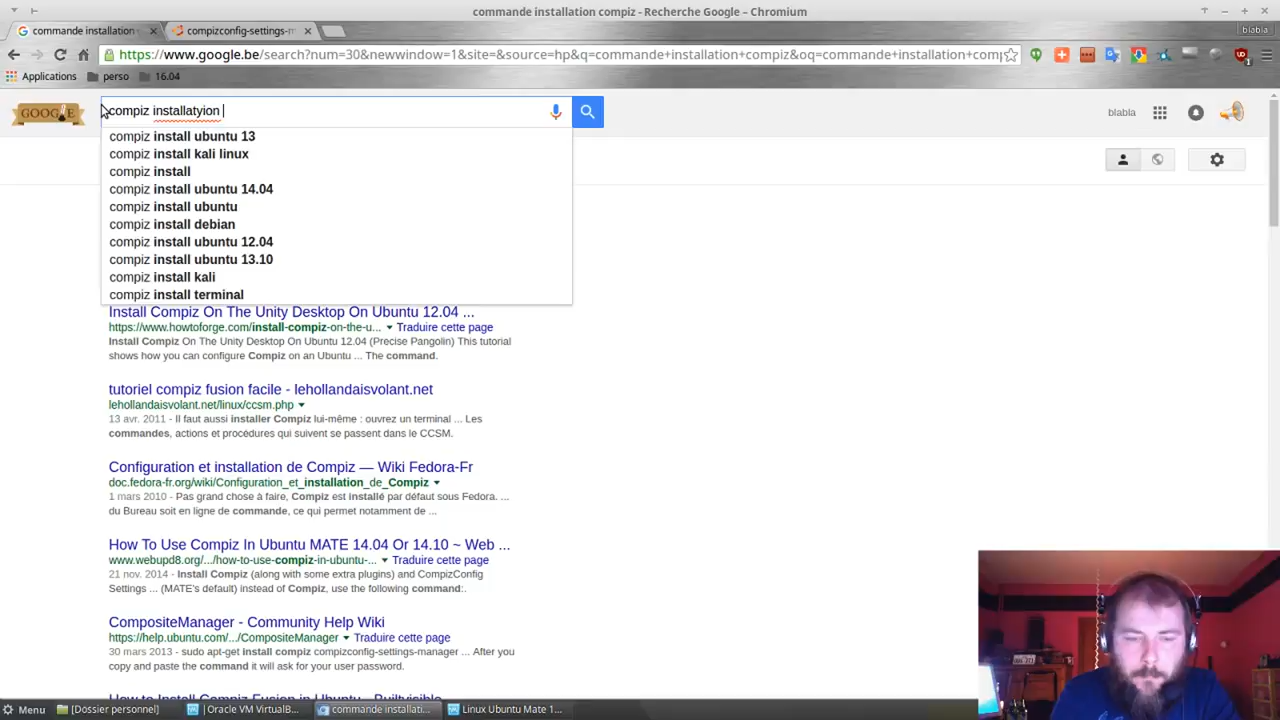 commande installation compiz - Recherche Google – Chromium
commande installation
compizconfig-settings-m
blabla
https://www.google.be/search?num=30&newwindow=1&site=&source=hp&q=commande+installation+compiz&oq=commande+installation+comp
Applications
perso
16.04
GOOGLE
compiz installatyion
blabla
compiz install ubuntu 13
compiz install kali linux
compiz install
compiz install ubuntu 14.04
compiz install ubuntu
compiz install debian
compiz install ubuntu 12.04
compiz install ubuntu 13.10
compiz install kali
compiz install terminal
Install Compiz On The Unity Desktop On Ubuntu 12.04 ...
https://www.howtoforge.com/install-compiz-on-the-u... ▾ Traduire cette page
Install Compiz On The Unity Desktop On Ubuntu 12.04 (Precise Pangolin) This tutorial
shows how you can configure Compiz on an Ubuntu ... The command.
tutoriel compiz fusion facile - lehollandaisvolant.net
lehollandaisvolant.net/linux/ccsm.php ▾
13 avr. 2011 - Il faut aussi installer Compiz lui-même : ouvrez un terminal ... Les
commandes, actions et procédures qui suivent se passent dans le CCSM.
Configuration et installation de Compiz — Wiki Fedora-Fr
doc.fedora-fr.org/wiki/Configuration_et_installation_de_Compiz ▾
1 mars 2010 - Pas grand chose à faire, Compiz est installé par défaut sous Fedora. ...
du Bureau soit en ligne de commande, ce qui permet notamment de ...
How To Use Compiz In Ubuntu MATE 14.04 Or 14.10 ~ Web ...
www.webupd8.org/.../how-to-use-compiz-in-ubuntu-... ▾ Traduire cette page
21 nov. 2014 - Install Compiz (along with some extra plugins) and CompizConfig
Settings ... (MATE's default) instead of Compiz, use the following command:.
CompositeManager - Community Help Wiki
https://help.ubuntu.com/.../CompositeManager ▾ Traduire cette page
30 mars 2013 - sudo apt-get install compiz compizconfig-settings-manager ... After you
copy and paste the command it will ask for your user password.
How to Install Compiz Fusion in Ubuntu - Builtvisible
Menu
[Dossier personnel]
| Oracle VM VirtualB...
commande installati...
Linux Ubuntu Mate 1...